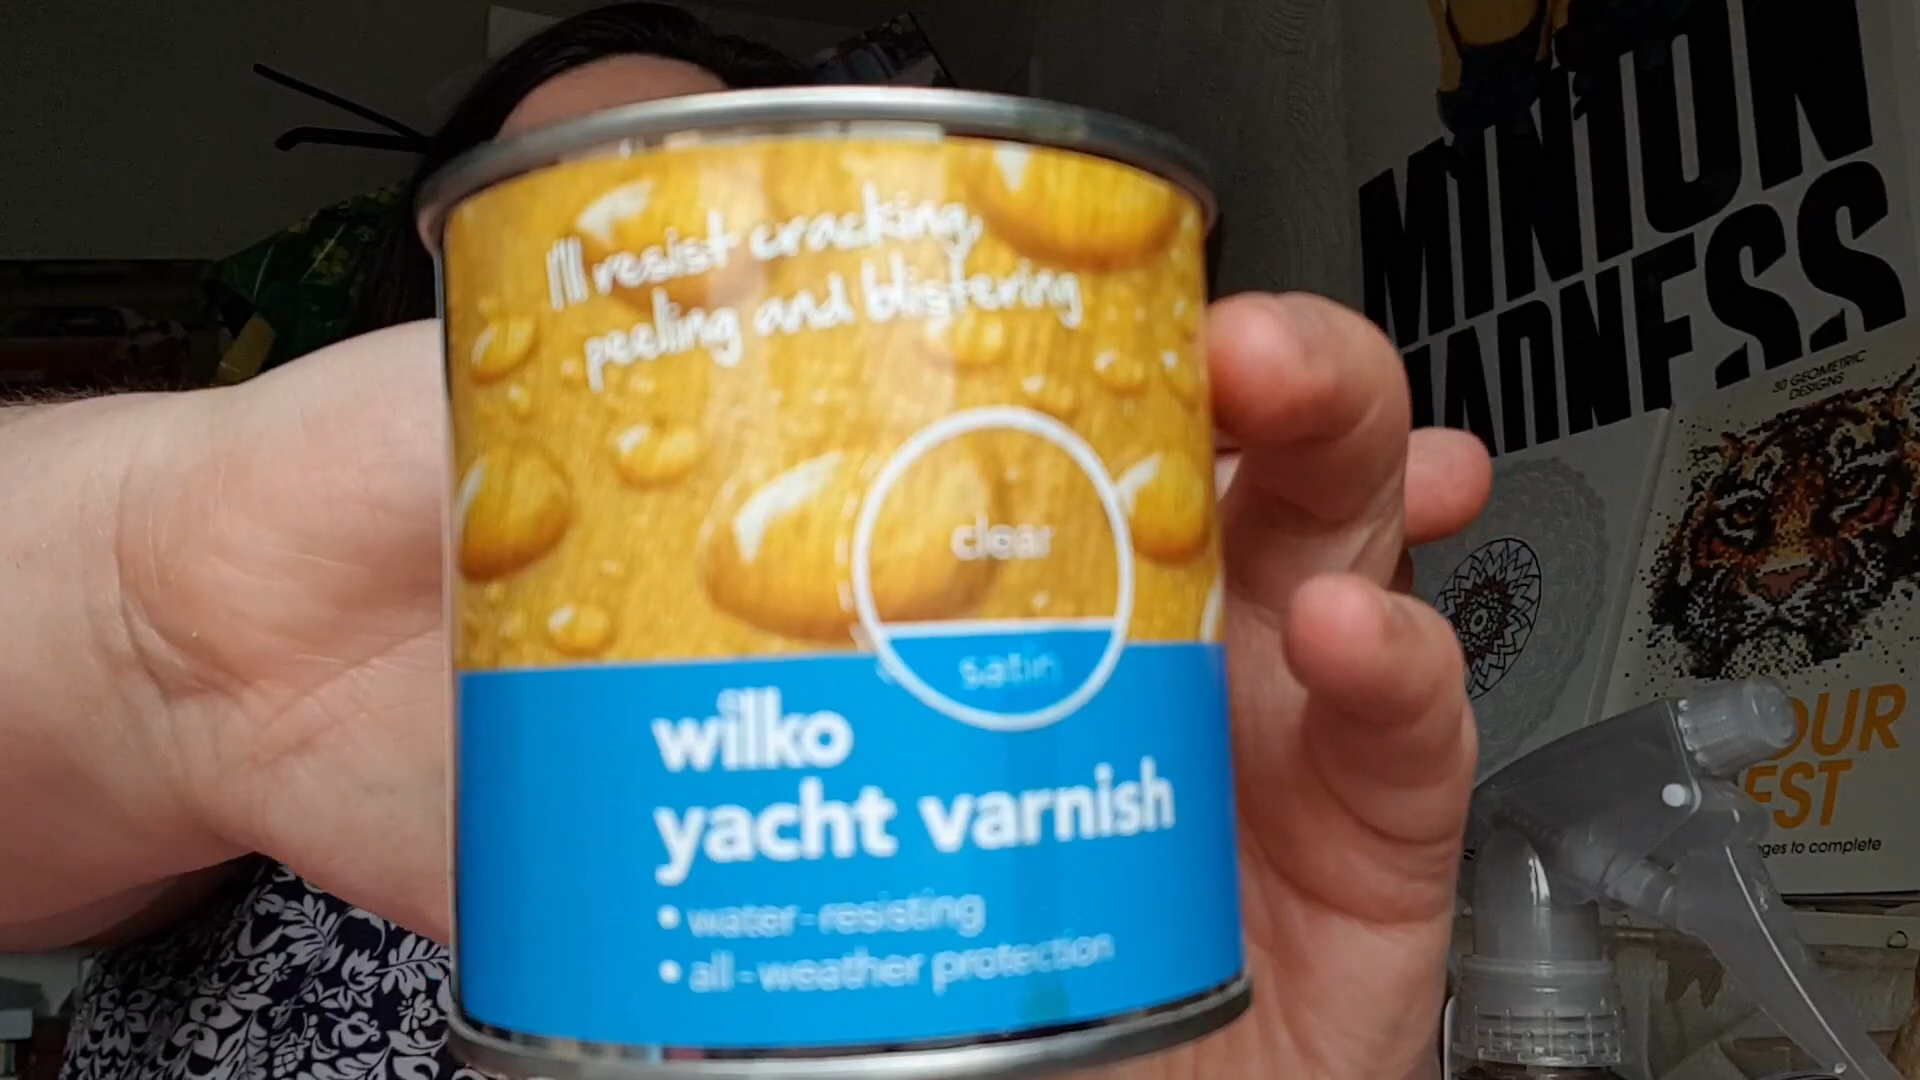 I'll resist cracking,
peeling and blistering
clear
satin
wilko
yacht varnish
• water-resisting
• all-weather protection
MINION
MADNESS
30 GEOMETRIC
DESIGNS
OUR
EST
ges to complete